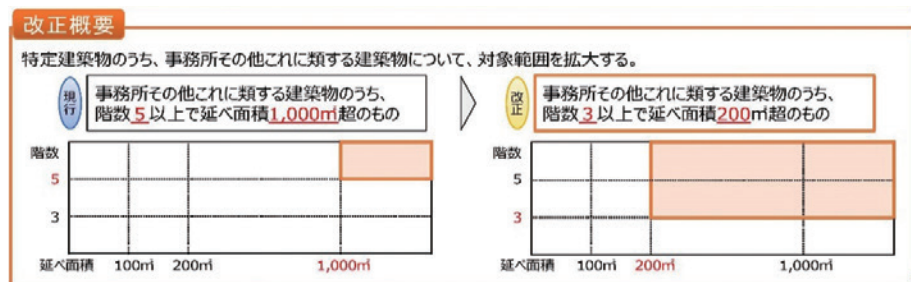 改正概要
特定建築物のうち、事務所その他これに類する建築物について、対象範囲を拡大する。
現行
事務所その他これに類する建築物のうち、
階数5以上で延べ面積1,000㎡超のもの
階数
5
3
延べ面積 100㎡ 200㎡ 1,000㎡
改正
事務所その他これに類する建築物のうち、
階数3以上で延べ面積200㎡超のもの
階数
5
3
延べ面積 100㎡ 200㎡ 1,000㎡